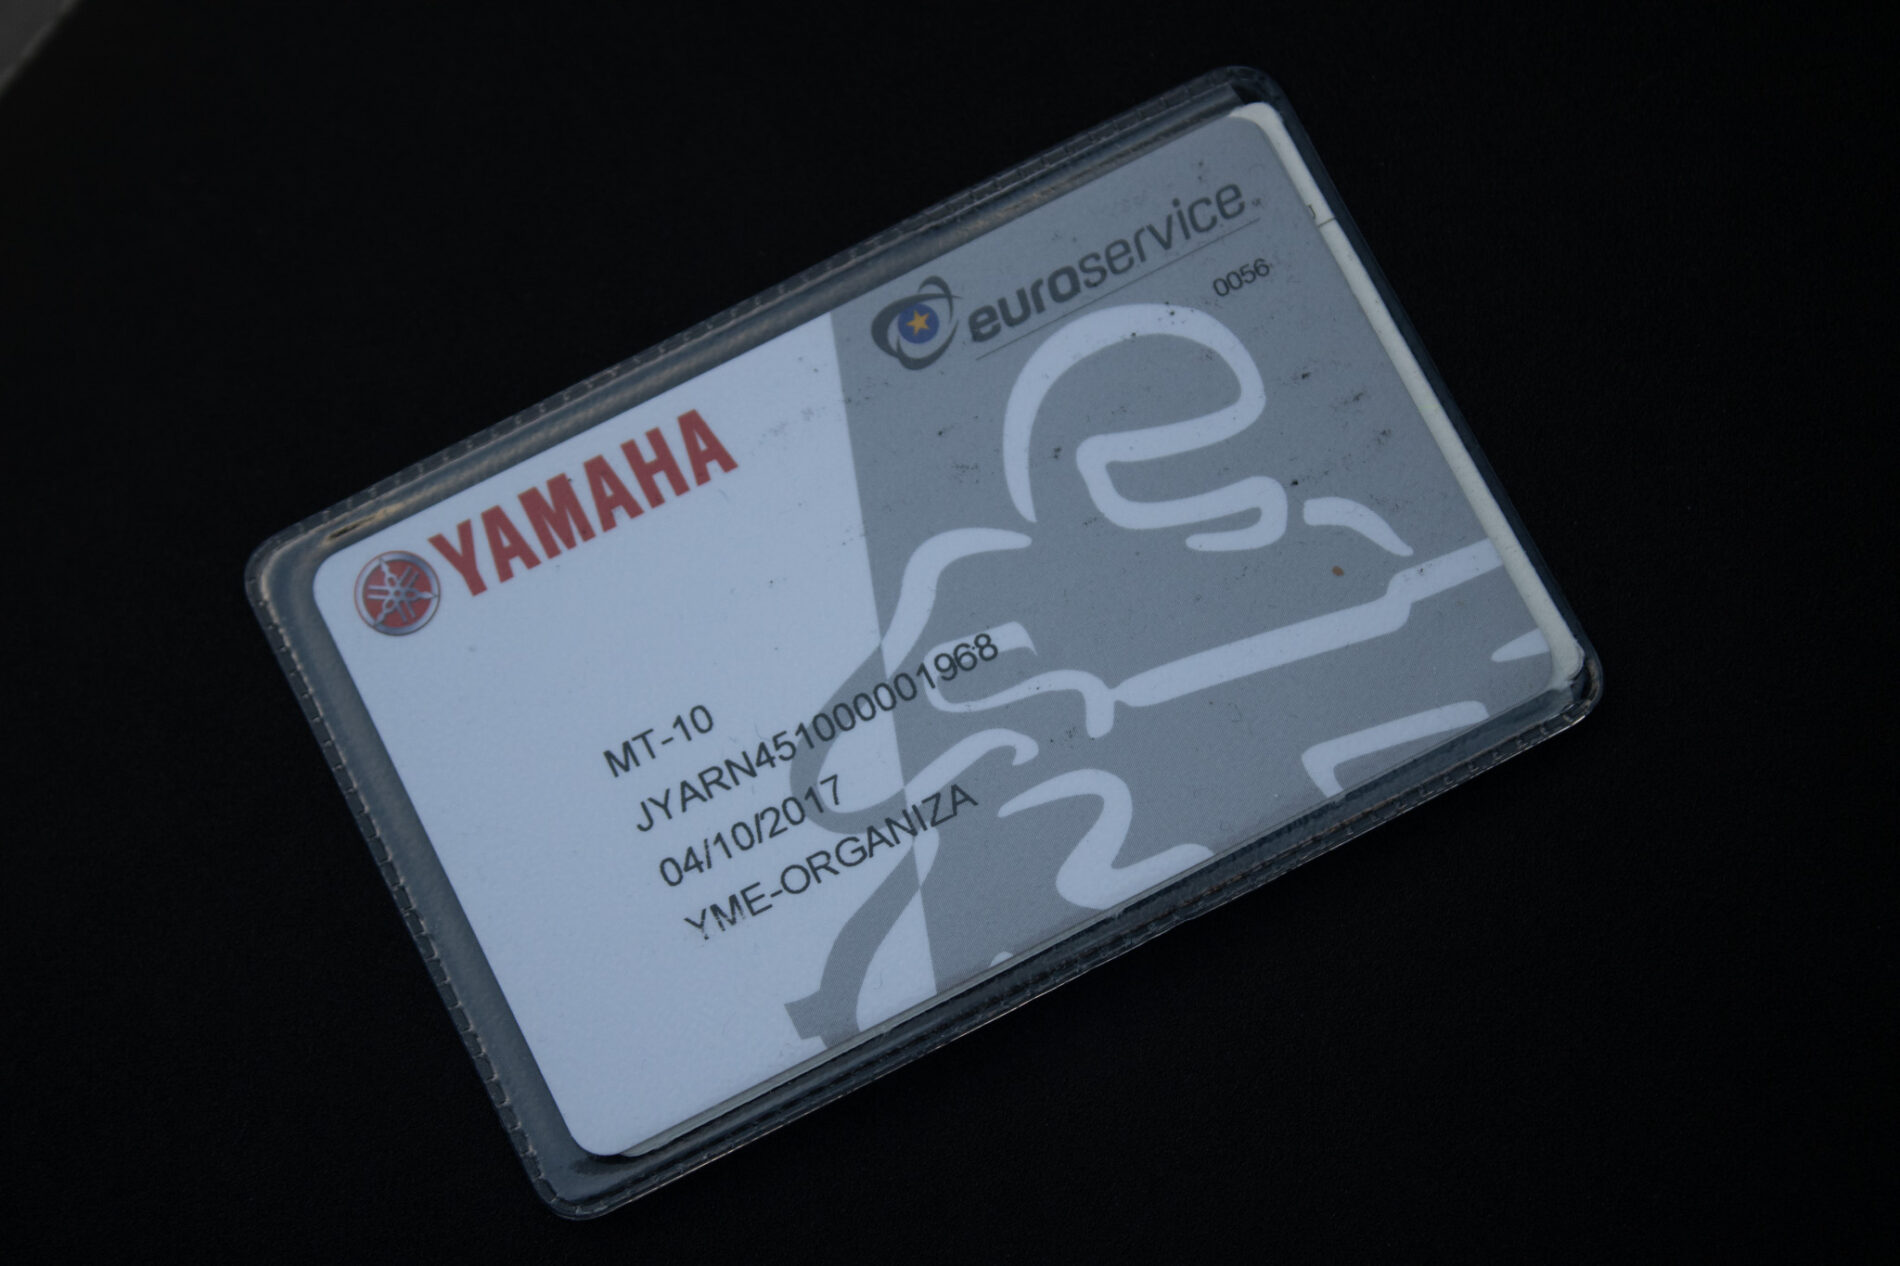 euroservice
0056
YAMAHA
MT-10
JYARN451000001968
04/10/2017
YME-ORGANIZA